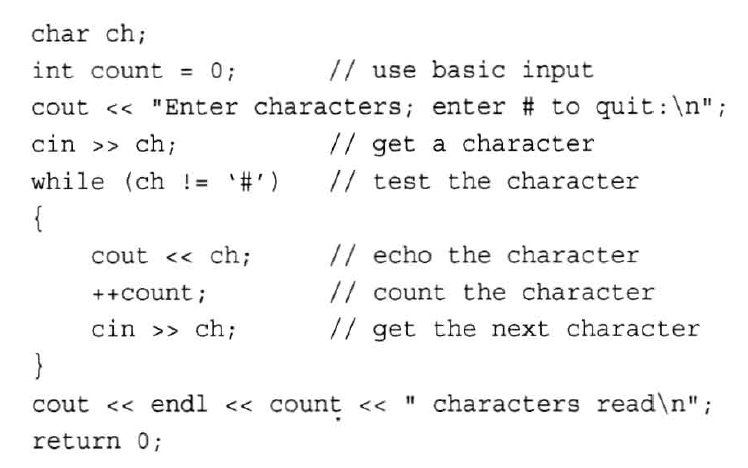 char ch;
int count = 0;      // use basic input
cout << "Enter characters; enter # to quit:\n";
cin >> ch;          // get a character
while (ch != ‘#’)   // test the character
{
    cout << ch;     // echo the character
    ++count;        // count the character
    cin >> ch;      // get the next character
}
cout << endl << count << " characters read\n";
return 0;